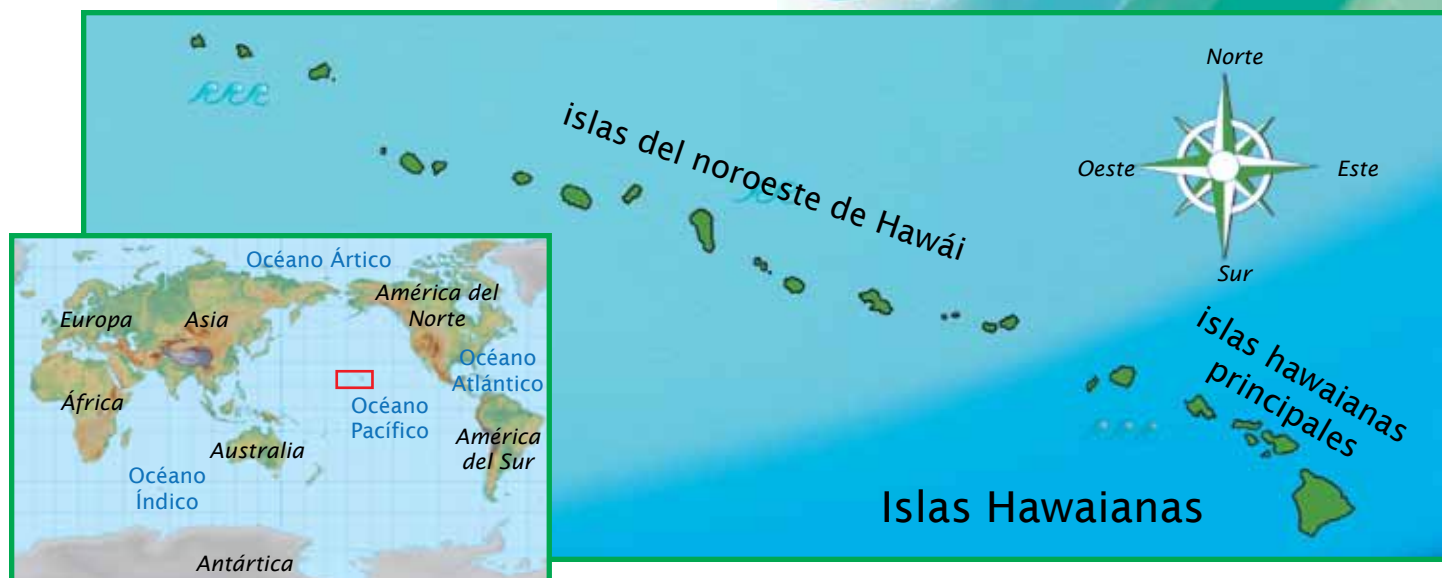 Norte
Oeste
Este
Sur
islas del noroeste de Hawái
islas hawaianas
principales
Islas Hawaianas
Océano Ártico
Europa
Asia
América del
Norte
Océano
Atlántico
África
Océano
Pacífico
Australia
América
del Sur
Océano
Índico
Antártica